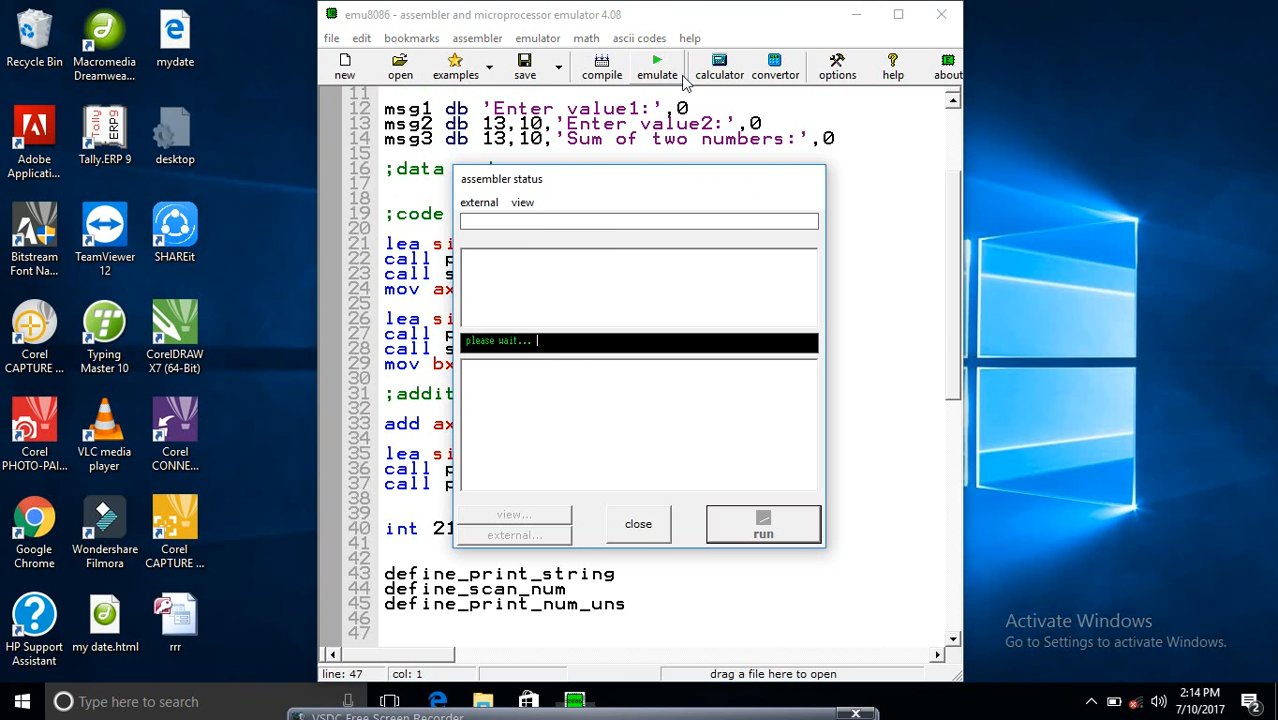 Recycle Bin
Macromedia
Dreamwea...
mydate
Adobe
Applicati...
Tally.ERP 9
desktop
Bitstream
Font Na...
TeamViewer
12
SHAREit
Corel
CAPTURE ...
Typing
Master 10
CorelDRAW
X7 (64-Bit)
Corel
PHOTO-PAI...
VLC media
player
Corel
CONNE...
Google
Chrome
Wondershare
Filmora
Corel
CAPTURE ...
HP Support
Assistant
my date.html
rrr
emu8086 - assembler and microprocessor emulator 4.08
file edit bookmarks assembler emulator math ascii codes help
new open examples save compile emulate calculator convertor options help about
11
12 msg1 db 'Enter value1:',0
13 msg2 db 13,10,'Enter value2:',0
14 msg3 db 13,10,'Sum of two numbers:',0
15
16 ;data
17
18
19 ;code
20
21 lea si
22 call p
23 call s
24 mov ax
25
26 lea si
27 call p
28 call s
29 mov bx
30
31 ;addit
32
33 add ax
34
35 lea si
36 call p
37 call p
38
39
40 int 21
41
42
43 define_print_string
44 define_scan_num
45 define_print_num_uns
46
47
assembler status
external view
please wait...
view...
external...
close
run
line: 47 col: 1 drag a file here to open
Activate Windows
Go to Settings to activate Windows.
Type here to search
2:14 PM
7/10/2017
2
VSDC Free Screen Recorder